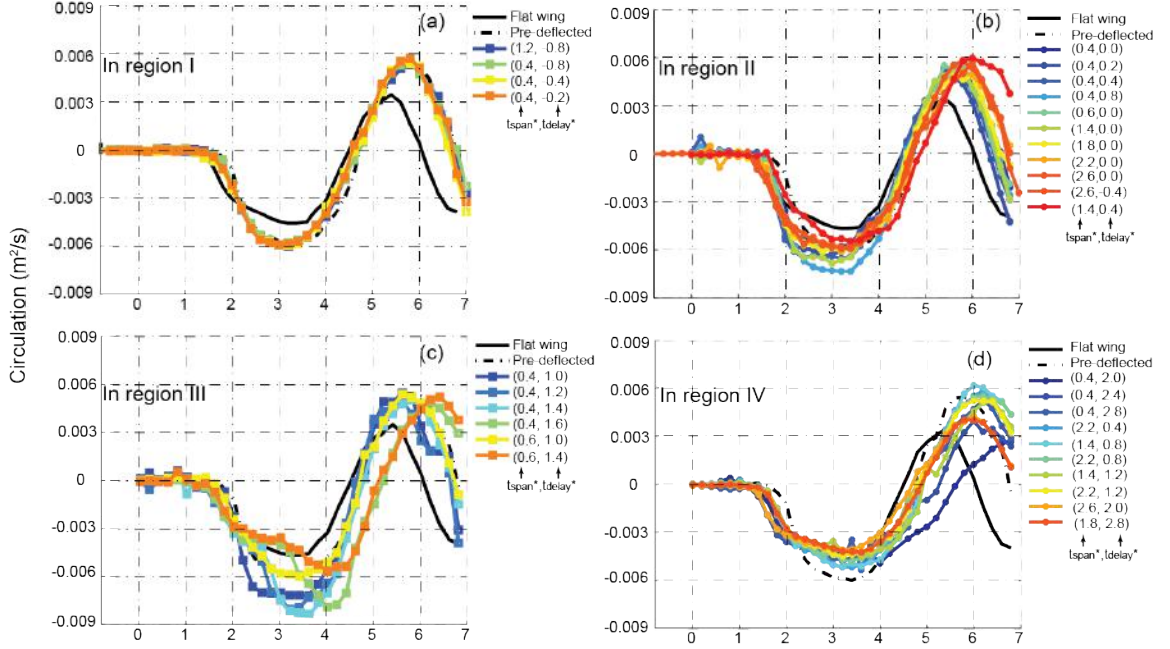 Circulation (m²/s)
(a)
In region I
0.009
0.006
0.003
0
-0.003
-0.006
-0.009
0 1 2 3 4 5 6 7
Flat wing
Pre-deflected
(1.2, -0.8)
(0.4, -0.8)
(0.4, -0.4)
(0.4, -0.2)
tspan*, tdelay*
(b)
In region II
0.009
0.006
0.003
0
-0.003
-0.006
-0.009
0 1 2 3 4 5 6 7
Flat wing
Pre-deflected
(0.4,0.0)
(0.4,0.2)
(0.4,0.4)
(0.4,0.8)
(0.6,0.0)
(1.4,0.0)
(1.8,0.0)
(2.2,0.0)
(2.6,0.0)
(2.6,-0.4)
(1.4,0.4)
tspan*, tdelay*
(c)
In region III
0.009
0.006
0.003
0
-0.003
-0.006
-0.009
0 1 2 3 4 5 6 7
Flat wing
Pre-deflected
(0.4, 1.0)
(0.4, 1.2)
(0.4, 1.4)
(0.4, 1.6)
(0.6, 1.0)
(0.6, 1.4)
tspan*, tdelay*
(d)
In region IV
0.009
0.006
0.003
0
-0.003
-0.006
-0.009
0 1 2 3 4 5 6 7
Flat wing
Pre-deflected
(0.4, 2.0)
(0.4, 2.4)
(0.4, 2.8)
(2.2, 0.4)
(1.4, 0.8)
(2.2, 0.8)
(1.4, 1.2)
(2.2, 1.2)
(2.6, 2.0)
(1.8, 2.8)
tspan*, tdelay*